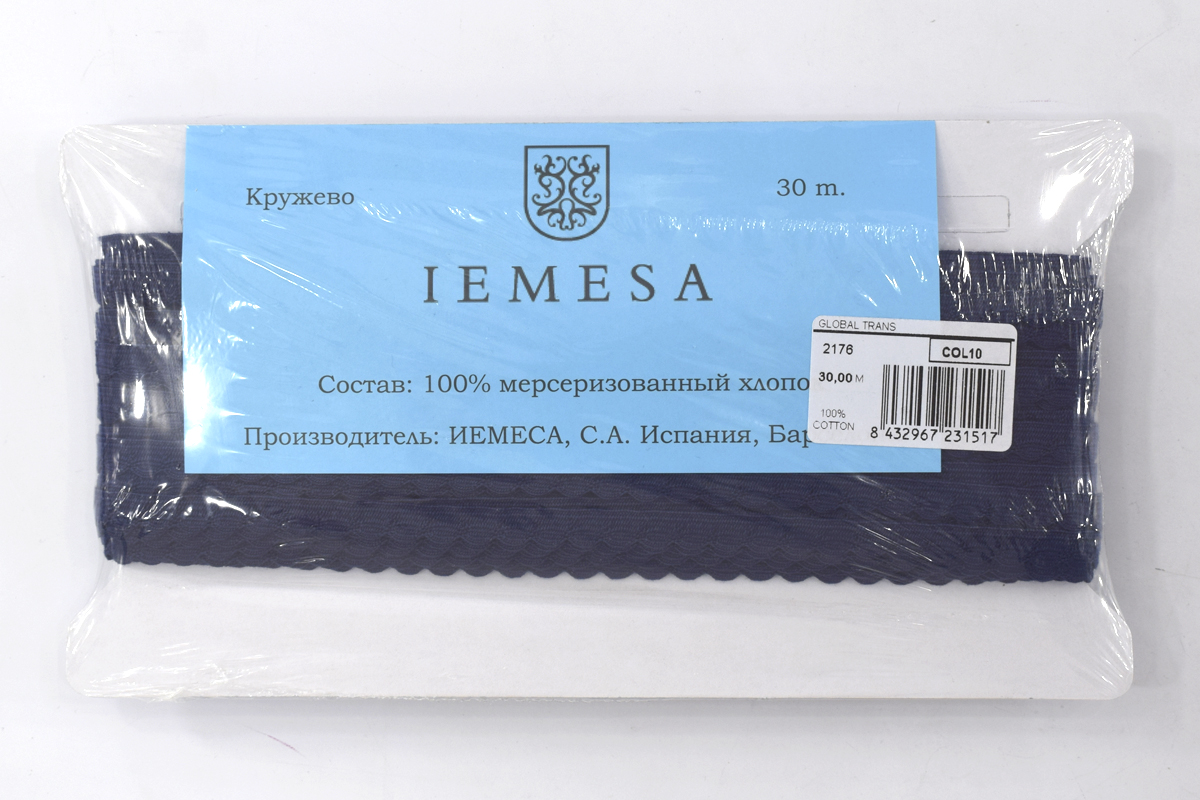 Кружево
30 m.
IEMESA
Состав: 100% мерсеризованный хлопо
Производитель: ИЕМЕСА, С.А. Испания, Бар
GLOBAL TRANS
2176
COL10
30,00 M
100%
COTTON
8 432967 231517